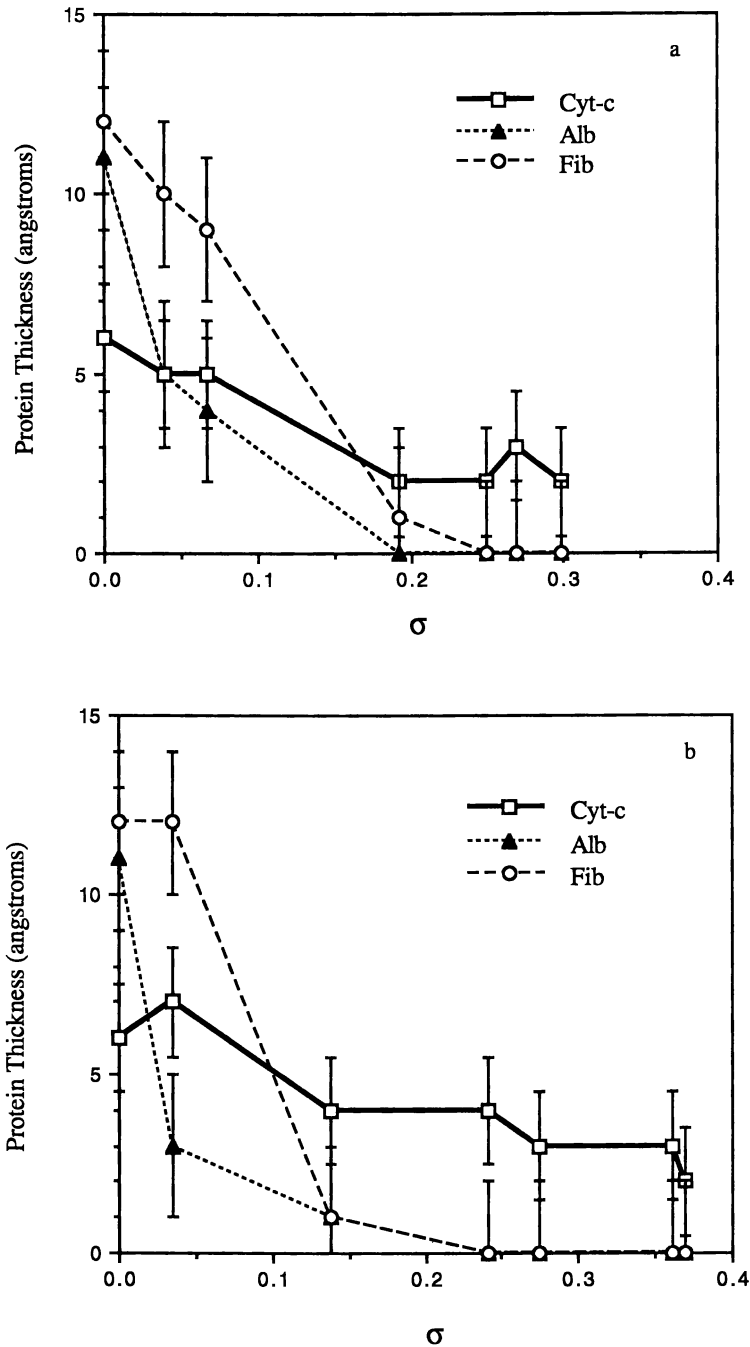 15
a
Cyt-c
Alb
Fib
10
Protein Thickness (angstroms)
5
0
0.0 0.1 0.2 0.3 0.4
σ
15
b
Cyt-c
Alb
Fib
10
Protein Thickness (angstroms)
5
0
0.0 0.1 0.2 0.3 0.4
σ